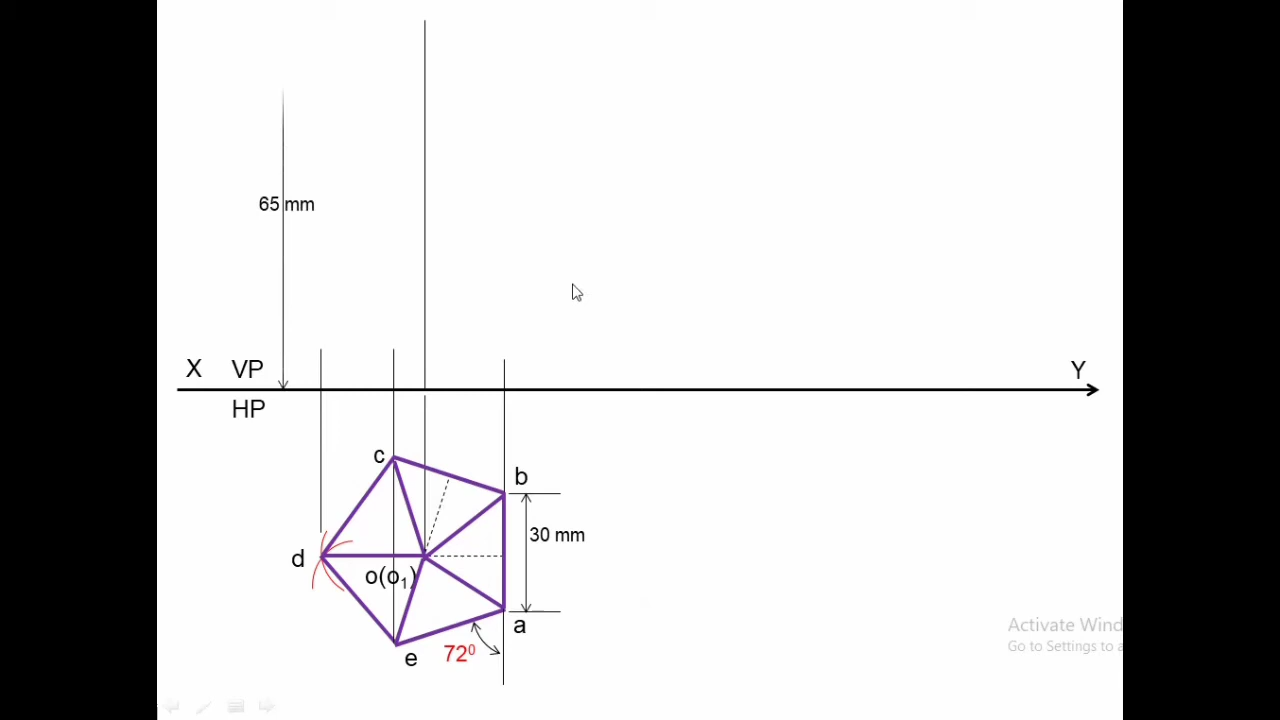 65 mm
X VP
Y
HP
c
b
30 mm
d
o(o₁)
a
e
72⁰
Activate Wind
Go to Settings to a